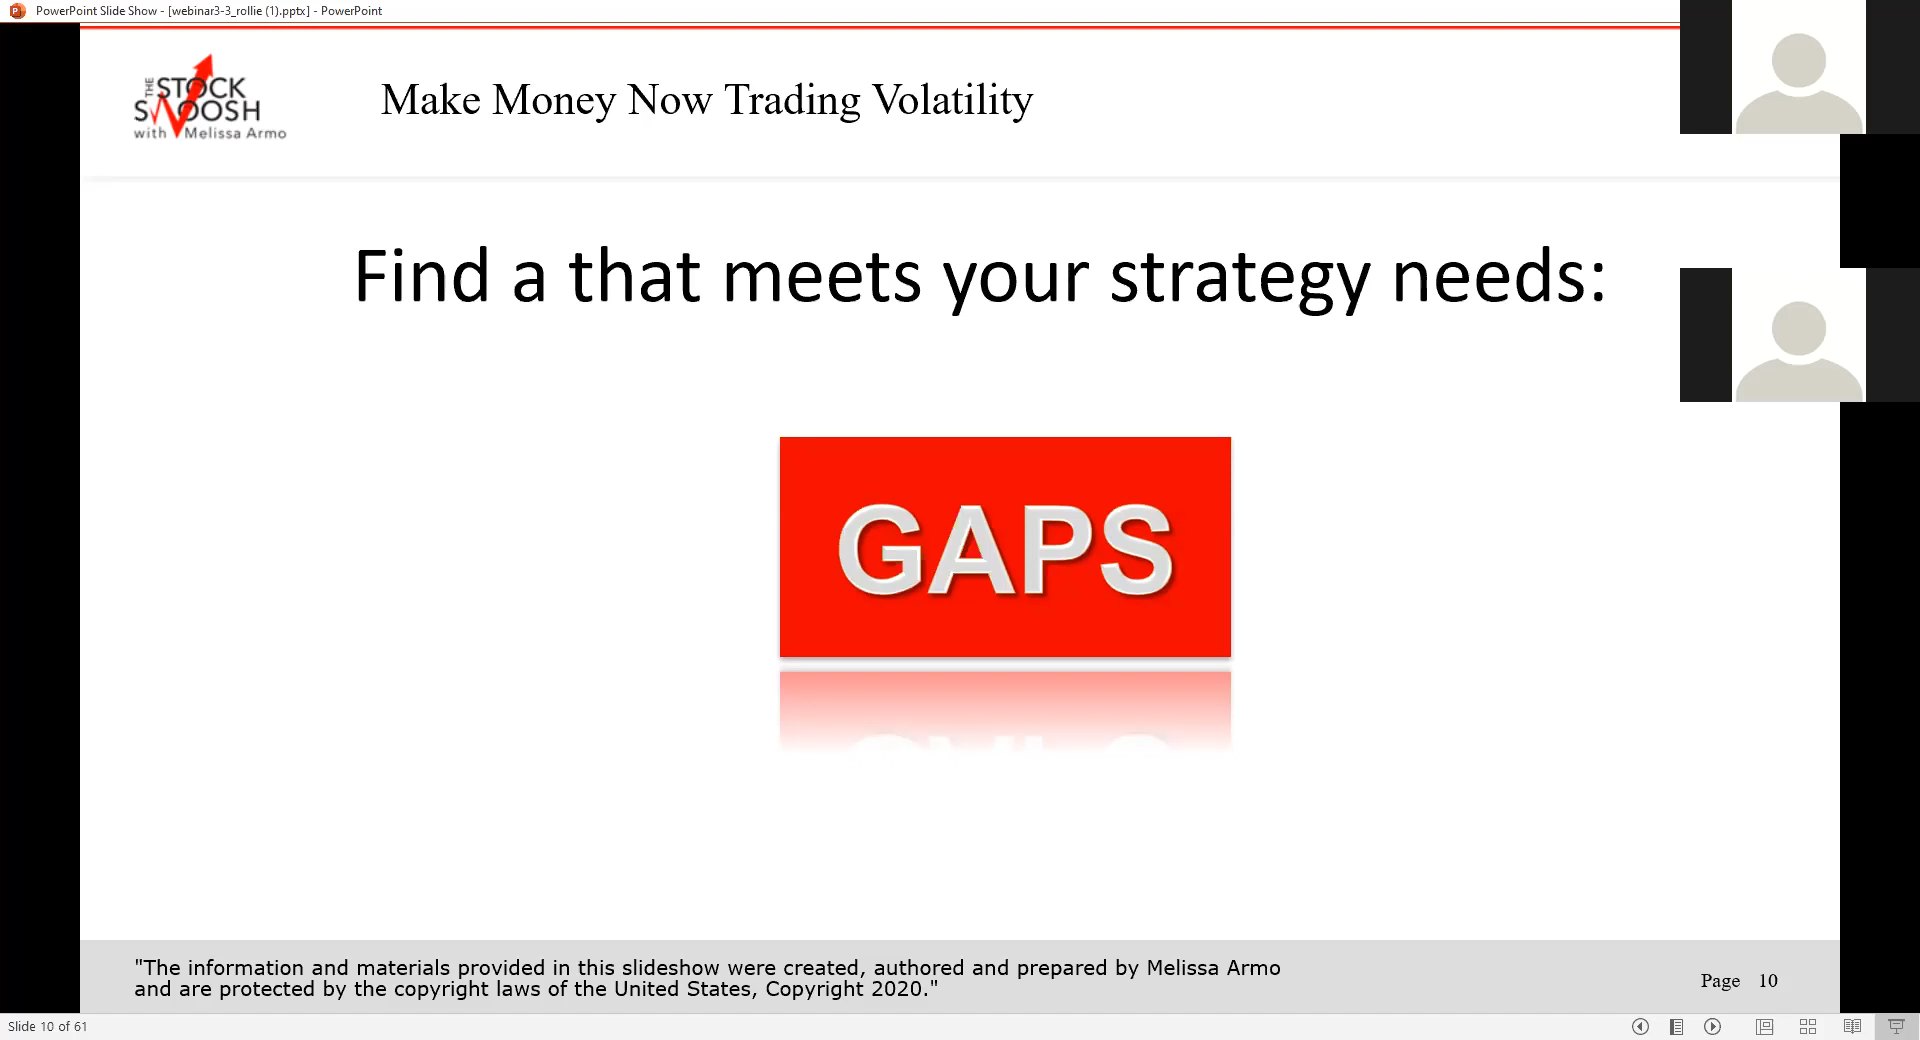 PowerPoint Slide Show - [webinar3-3_rollie (1).pptx] - PowerPoint
THE
STOCK
SWOOSH
with Melissa Armo
Make Money Now Trading Volatility
Find a that meets your strategy needs:
GAPS
"The information and materials provided in this slideshow were created, authored and prepared by Melissa Armo
and are protected by the copyright laws of the United States, Copyright 2020."
Page 10
Slide 10 of 61